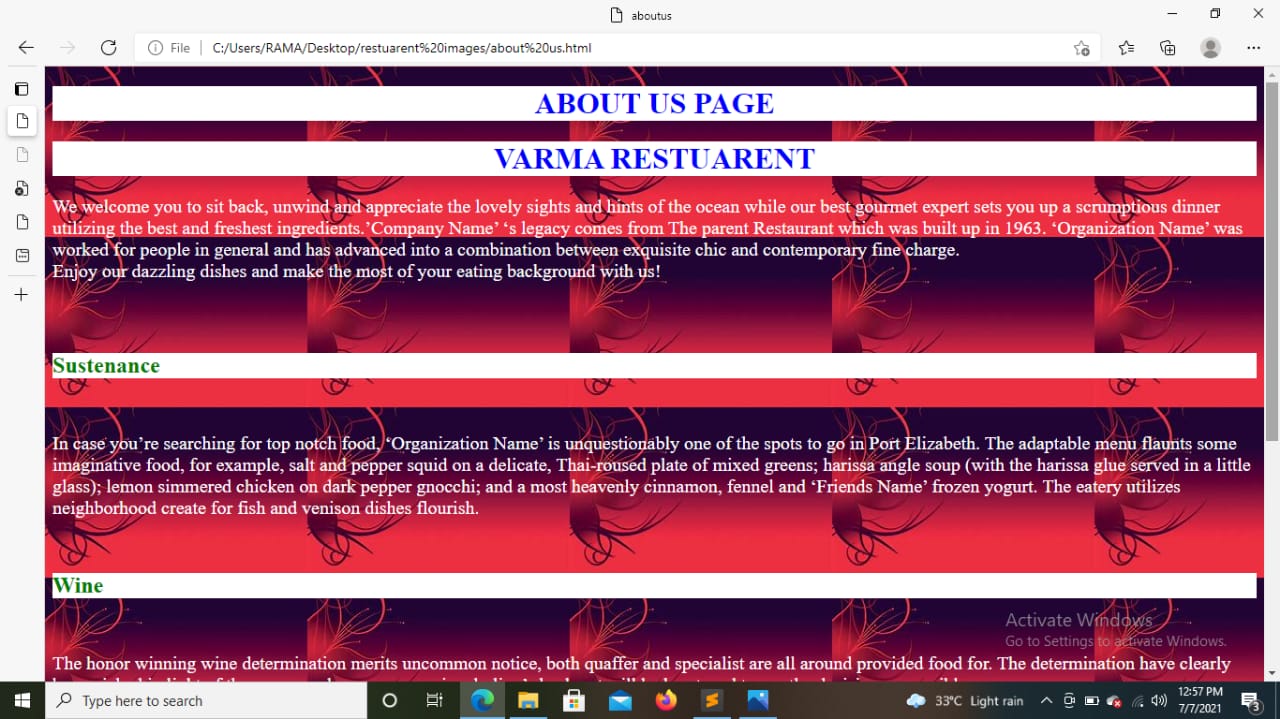 aboutus
File
C:/Users/RAMA/Desktop/restuarent%20images/about%20us.html
ABOUT US PAGE
VARMA RESTUARENT
We welcome you to sit back, unwind and appreciate the lovely sights and hints of the ocean while our best gourmet expert sets you up a scrumptious dinner
utilizing the best and freshest ingredients.’Company Name’ ‘s legacy comes from The parent Restaurant which was built up in 1963. ‘Organization Name’ was
worked for people in general and has advanced into a combination between exquisite chic and contemporary fine charge.
Enjoy our dazzling dishes and make the most of your eating background with us!
Sustenance
In case you’re searching for top notch food, ‘Organization Name’ is unquestionably one of the spots to go in Port Elizabeth. The adaptable menu flaunts some
imaginative food, for example, salt and pepper squid on a delicate, Thai-roused plate of mixed greens; harissa angle soup (with the harissa glue served in a little
glass); lemon simmered chicken on dark pepper gnocchi; and a most heavenly cinnamon, fennel and ‘Friends Name’ frozen yogurt. The eatery utilizes
neighborhood create for fish and venison dishes flourish.
Wine
Activate Windows
Go to Settings to activate Windows.
The honor winning wine determination merits uncommon notice, both quaffer and specialist are all around provided food for. The determination have clearly
Type here to search
33°C Light rain
12:57 PM
7/7/2021
3